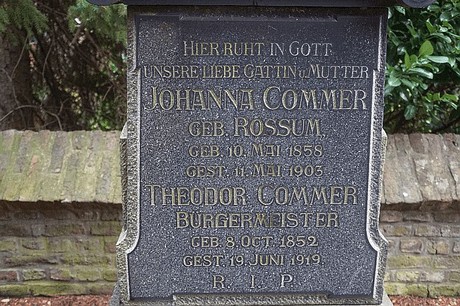 HIER RUHT IN GOTT
UNSERE LIEBE GATTIN U. MUTTER
JOHANNA COMMER
GEB. ROSSUM,
GEB. 10. MAI 1858
GEST. 11. MAI 1903.
THEODOR COMMER
BÜRGERMEISTER
GEB. 8. OCT. 1852
GEST. 19. JUNI 1919.
R. I. P.